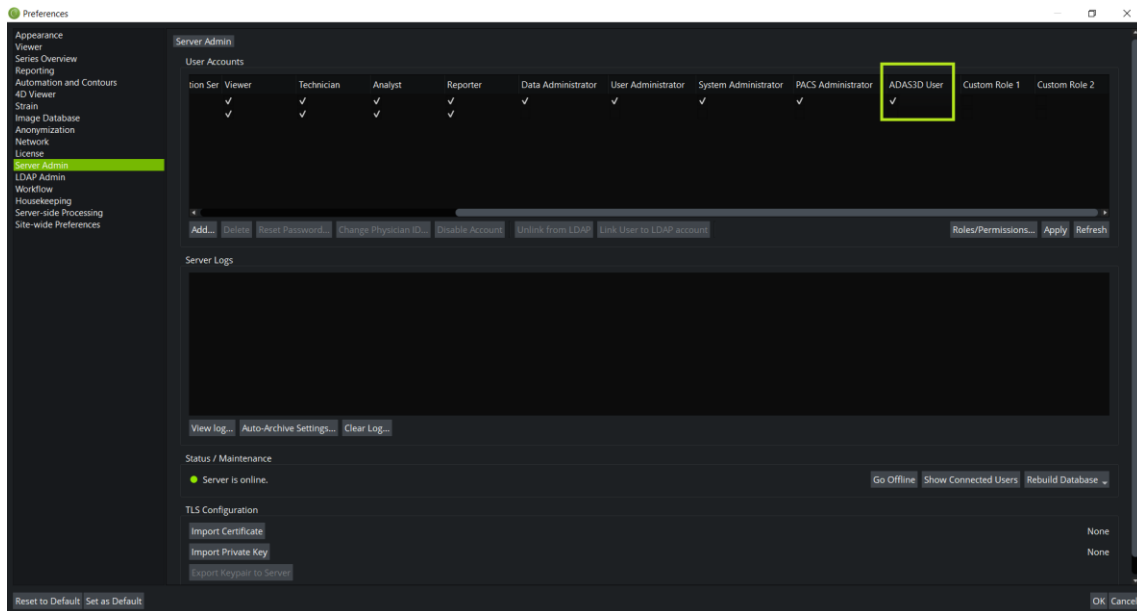 Preferences
Appearance
Viewer
Series Overview
Reporting
Automation and Contours
4D Viewer
Strain
Image Database
Anonymization
Network
License
Server Admin
LDAP Admin
Workflow
Housekeeping
Server-side Processing
Site-wide Preferences
Server Admin
User Accounts
tion Ser Viewer Technician Analyst Reporter Data Administrator User Administrator System Administrator PACS Administrator ADAS3D User Custom Role 1 Custom Role 2
Add... Delete Reset Password... Change Physician ID... Disable Account Unlink from LDAP Link User to LDAP account Roles/Permissions... Apply Refresh
Server Logs
View log... Auto-Archive Settings... Clear Log...
Status / Maintenance
Server is online. Go Offline Show Connected Users Rebuild Database
TLS Configuration
Import Certificate None
Import Private Key None
Export Keypair to Server
Reset to Default Set as Default OK Cancel